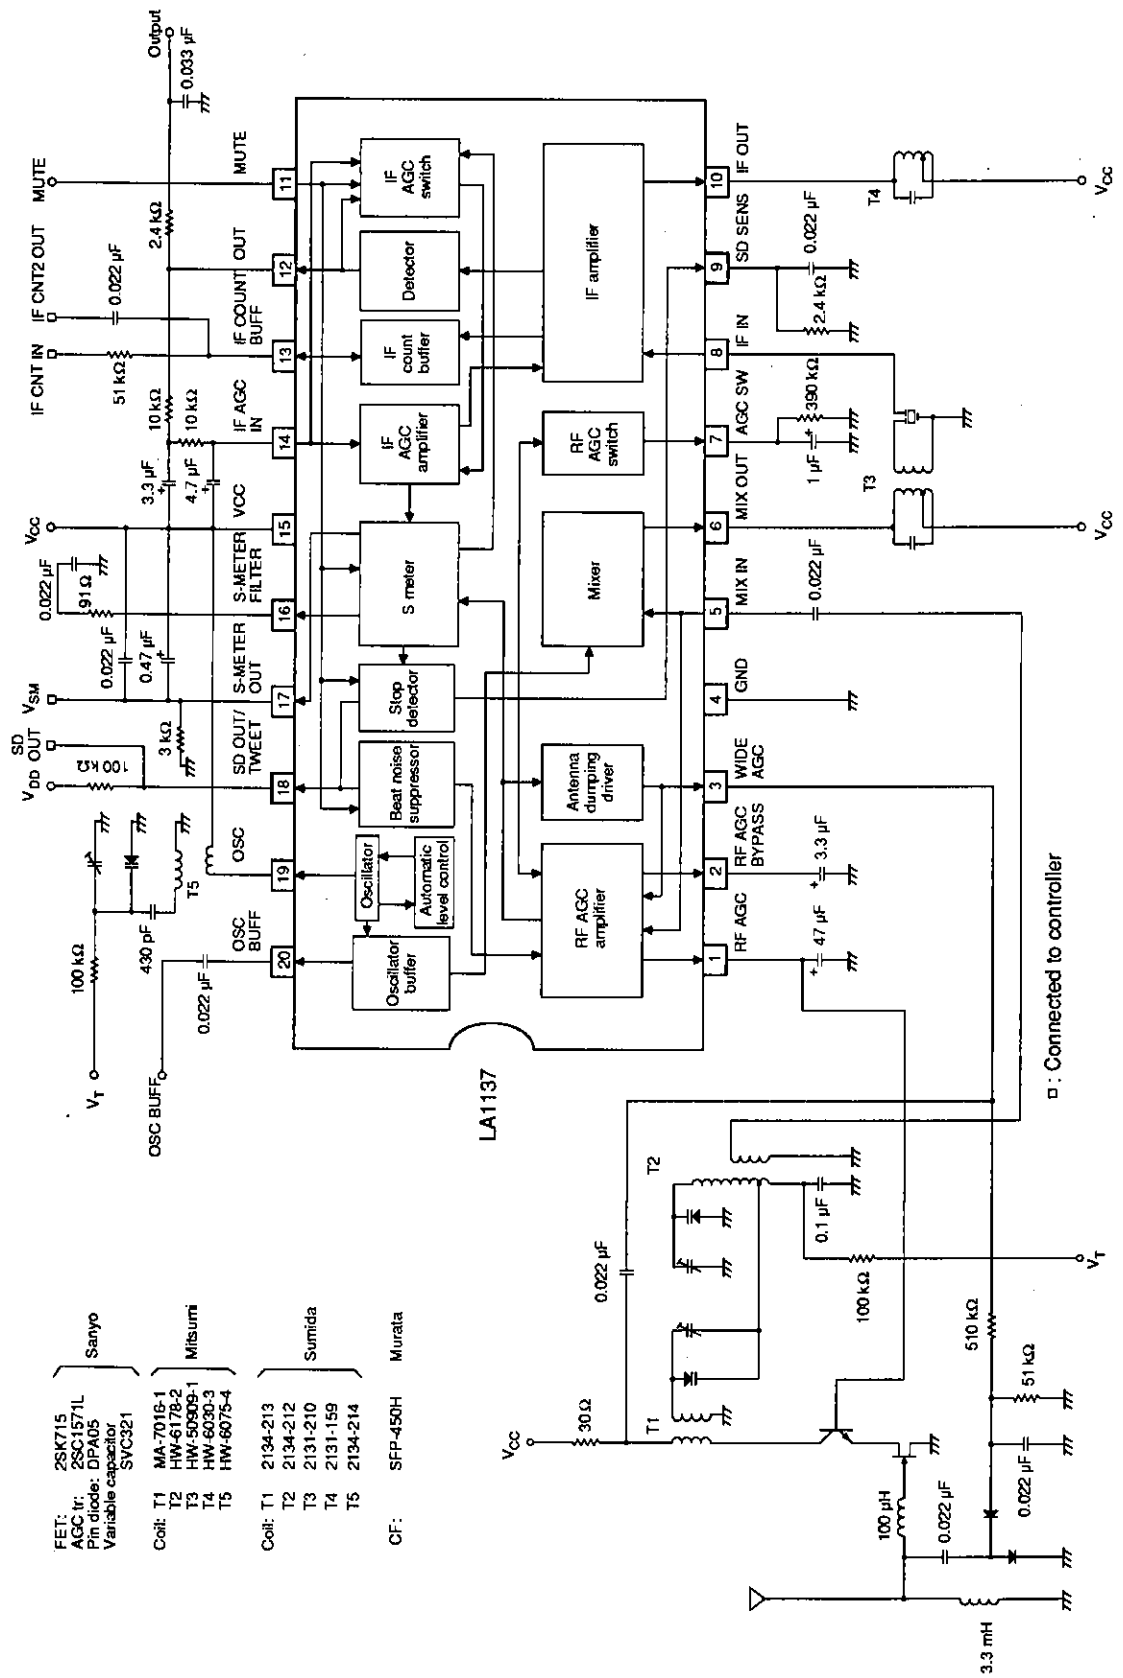 FET: 2SK715
AGC tr: 2SC1571L
Pin diode: DPA05
Variable capacitor
SVC321
Sanyo
Coil: T1 MA-7016-1
T2 HW-6178-2
T3 HW-50909-1
T4 HW-6030-3
T5 HW-6075-4
Mitsumi
Coil: T1 2134-213
T2 2134-212
T3 2131-210
T4 2131-159
T5 2134-214
Sumida
CF: SFP-450H Murata
VT
100 kΩ
430 pF
T5
OSC BUFF
0.022 µF
VDD
SD OUT
100 kΩ
VSM
3 kΩ
0.022 µF
0.47 µF
0.022 µF
91 Ω
VCC
3.3 µF
4.7 µF
10 kΩ
10 kΩ
IF CNT IN
51 kΩ
IF CNT2 OUT
0.022 µF
2.4 kΩ
MUTE
Output
0.033 µF
OSC BUFF
OSC
SD OUT/ TWEET
S-METER OUT
S-METER FILTER
VCC
IF AGC IN
IF COUNT BUFF
OUT
MUTE
20
19
18
17
16
15
14
13
12
11
Oscillator buffer
Oscillator
Automatic level control
Beat noise suppressor
Stop detector
S meter
IF AGC amplifier
IF count buffer
Detector
IF AGC switch
LA1137
RF AGC amplifier
Antenna dumping driver
Mixer
RF AGC switch
IF amplifier
1
2
3
4
5
6
7
8
9
10
RF AGC
RF AGC BYPASS
WIDE AGC
GND
MIX IN
MIX OUT
AGC SW
IF IN
SD SENS
IF OUT
47 µF
3.3 µF
0.022 µF
T3
VCC
1 µF
390 kΩ
2.4 kΩ
0.022 µF
T4
VCC
VCC
30 Ω
0.022 µF
T1
T2
0.1 µF
100 kΩ
VT
510 kΩ
51 kΩ
0.022 µF
100 µH
0.022 µF
3.3 mH
□: Connected to controller